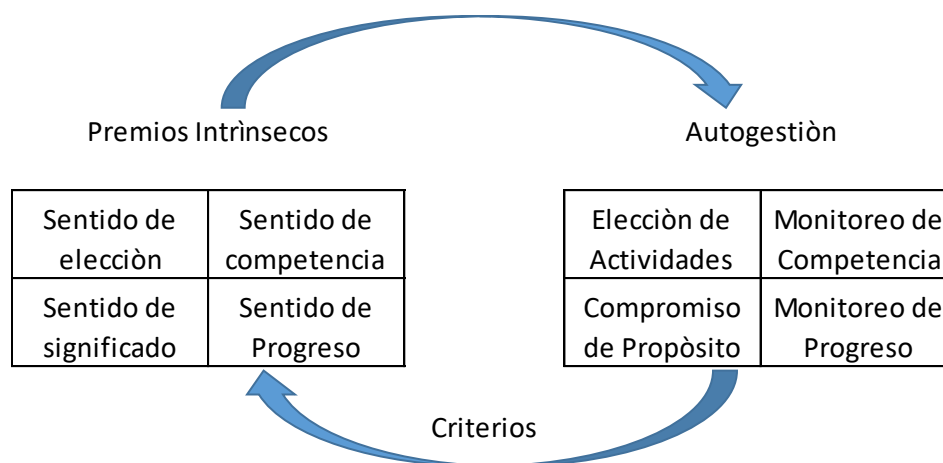 Premios Intrìnsecos
Autogestiòn
Sentido de
elecciòn
Sentido de
competencia
Sentido de
significado
Sentido de
Progreso
Elecciòn de
Actividades
Monitoreo de
Competencia
Compromiso
de Propòsito
Monitoreo de
Progreso
Criterios